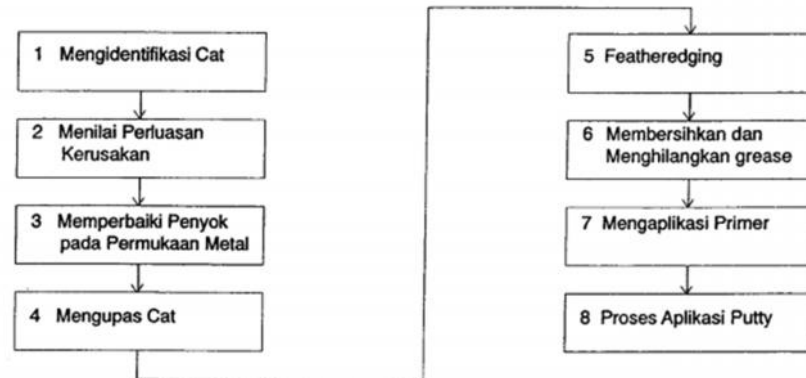 1 Mengidentifikasi Cat
2 Menilai Perluasan
Kerusakan
3 Memperbaiki Penyok
pada Permukaan Metal
4 Mengupas Cat
5 Featheredging
6 Membersihkan dan
Menghilangkan grease
7 Mengaplikasi Primer
8 Proses Aplikasi Putty